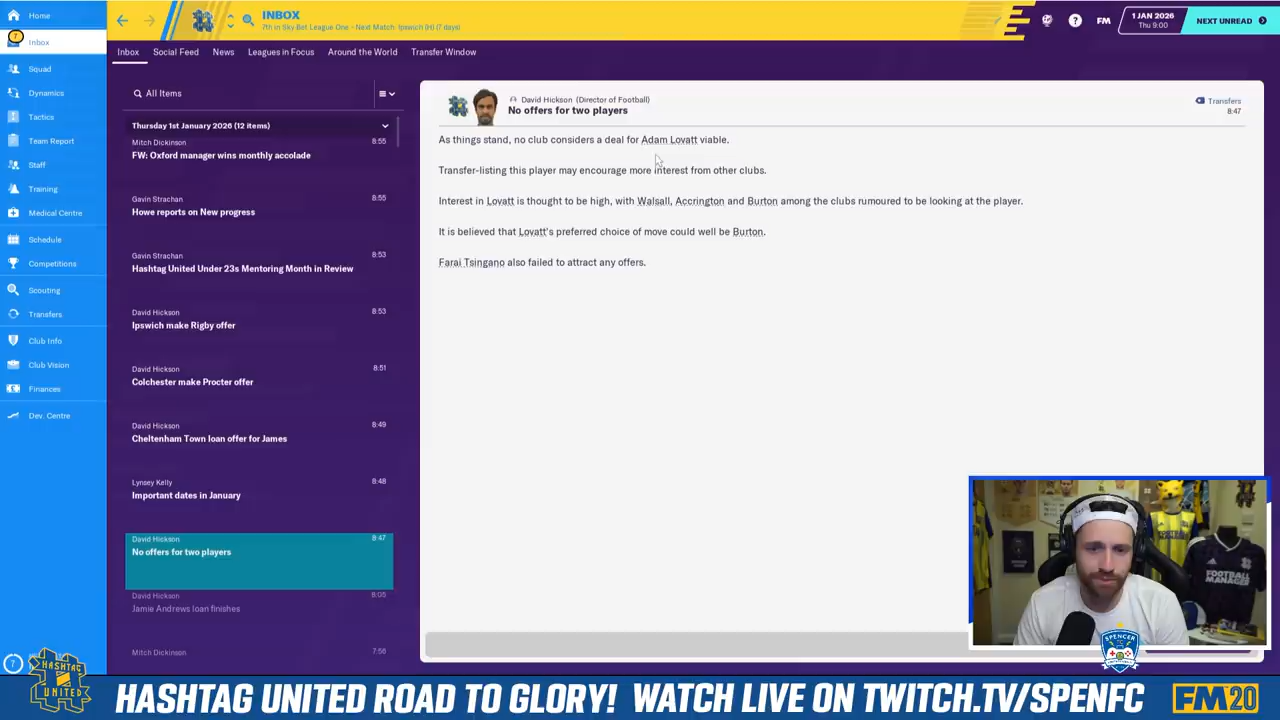 Home
Inbox
Squad
Dynamics
Tactics
Team Report
Staff
Training
Medical Centre
Schedule
Competitions
Scouting
Transfers
Club Info
Club Vision
Finances
Dev. Centre
INBOX
7th in Sky Bet League One - Next Match: Ipswich (H) (7 days)
FM
1 JAN 2026
Thu 9:00
NEXT UNREAD
Inbox Social Feed News Leagues in Focus Around the World Transfer Window
All Items
Thursday 1st January 2026 (12 items)
Mitch Dickinson 8:55
FW: Oxford manager wins monthly accolade
Gavin Strachan 8:55
Howe reports on New progress
Gavin Strachan 8:53
Hashtag United Under 23s Mentoring Month in Review
David Hickson 8:53
Ipswich make Rigby offer
David Hickson 8:51
Colchester make Procter offer
David Hickson 8:49
Cheltenham Town loan offer for James
Lynsey Kelly 8:48
Important dates in January
David Hickson 8:47
No offers for two players
David Hickson 8:05
Jamie Andrews loan finishes
Mitch Dickinson 7:56
David Hickson (Director of Football)
No offers for two players
Transfers
8:47
As things stand, no club considers a deal for Adam Lovatt viable.
Transfer-listing this player may encourage more interest from other clubs.
Interest in Lovatt is thought to be high, with Walsall, Accrington and Burton among the clubs rumoured to be looking at the player.
It is believed that Lovatt's preferred choice of move could well be Burton.
Farai Tsingano also failed to attract any offers.
FOOTBALL
MANAGER
SPENCER
HASHTAG
UNITED
HASHTAG UNITED ROAD TO GLORY! WATCH LIVE ON TWITCH.TV/SPENFC
FM'20